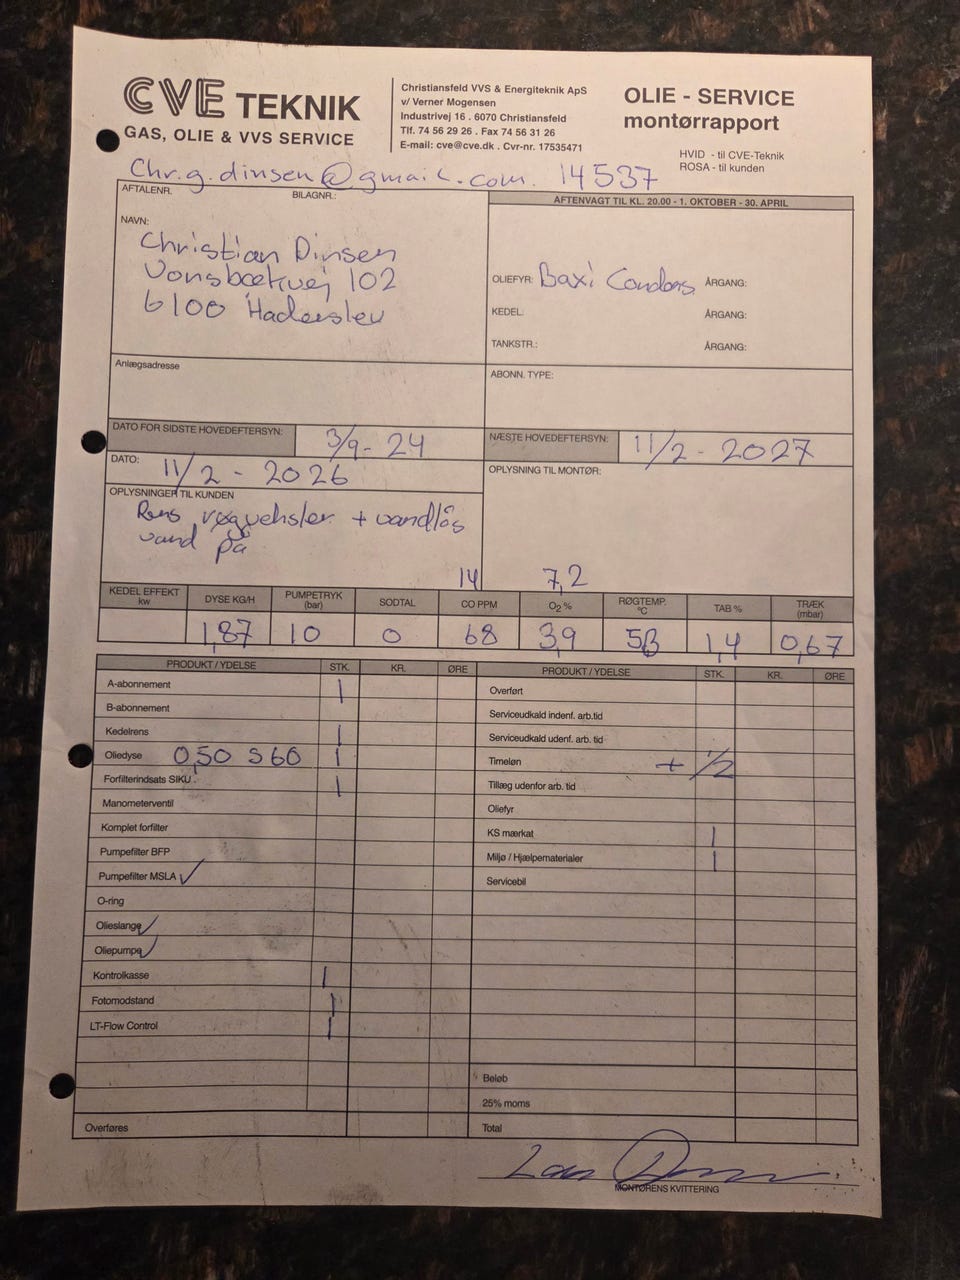 CVE TEKNIK
GAS, OLIE & VVS SERVICE
Christiansfeld VVS & Energiteknik ApS
v/ Verner Mogensen
Industrivej 16 . 6070 Christiansfeld
Tlf. 74 56 29 26 . Fax 74 56 31 26
E-mail: cve@cve.dk . Cvr-nr. 17535471
OLIE - SERVICE
montørrapport
HVID - til CVE-Teknik
ROSA - til kunden
Chr.g.dinsen@gmail.com. 14537
AFTALENR. BILAGNR.:
AFTENVAGT TIL KL. 20.00 - 1. OKTOBER - 30. APRIL
NAVN:
Christian Dinsen
Vonsbækvej 102
6100 Haderslev
OLIEFYR: Baxi Condens ÅRGANG:
KEDEL: ÅRGANG:
TANKSTR.: ÅRGANG:
Anlægsadresse
ABONN. TYPE:
DATO FOR SIDSTE HOVEDEFTERSYN: 3/9-24
NÆSTE HOVEDEFTERSYN: 11/2 - 2027
DATO: 11/2 - 2026
OPLYSNING TIL MONTØR:
OPLYSNINGER TIL KUNDEN
Rens røgveksler + vandlås
vand på
14 7,2
KEDEL EFFEKT kw DYSE KG/H PUMPETRYK (bar) SODTAL CO PPM O2 % RØGTEMP. °C TAB % TRÆK (mbar)
1,87 10 0 68 3,9 1,4 0,67
PRODUKT / YDELSE STK. KR. ØRE PRODUKT / YDELSE STK. KR. ØRE
A-abonnement 1
B-abonnement
Kedelrens 1
Oliedyse 0,50 S 60 1
Forfilterindsats SIKU. 1
Manometerventil
Komplet forfilter
Pumpefilter BFP
Pumpefilter MSLA ✓
O-ring
Olieslange ✓
Oliepumpe ✓
Kontrolkasse 1
Fotomodstand 1
LT-Flow Control 1
Overføres
Overført
Serviceudkald indenf. arb.tid
Serviceudkald udenf. arb. tid
Timeløn + 1/2
Tillæg udenfor arb. tid
Oliefyr
KS mærkat 1
Miljø / Hjælpematerialer 1
Servicebil
Beløb
25% moms
Total
MONTØRENS KVITTERING